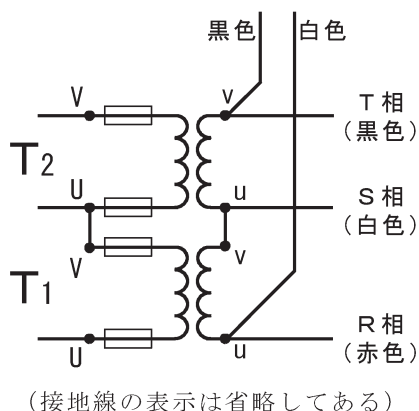 黒色 白色
V v T相
(黒色)
T2
U u S相
(白色)
V v
T1
U u R相
(赤色)
(接地線の表示は省略してある)